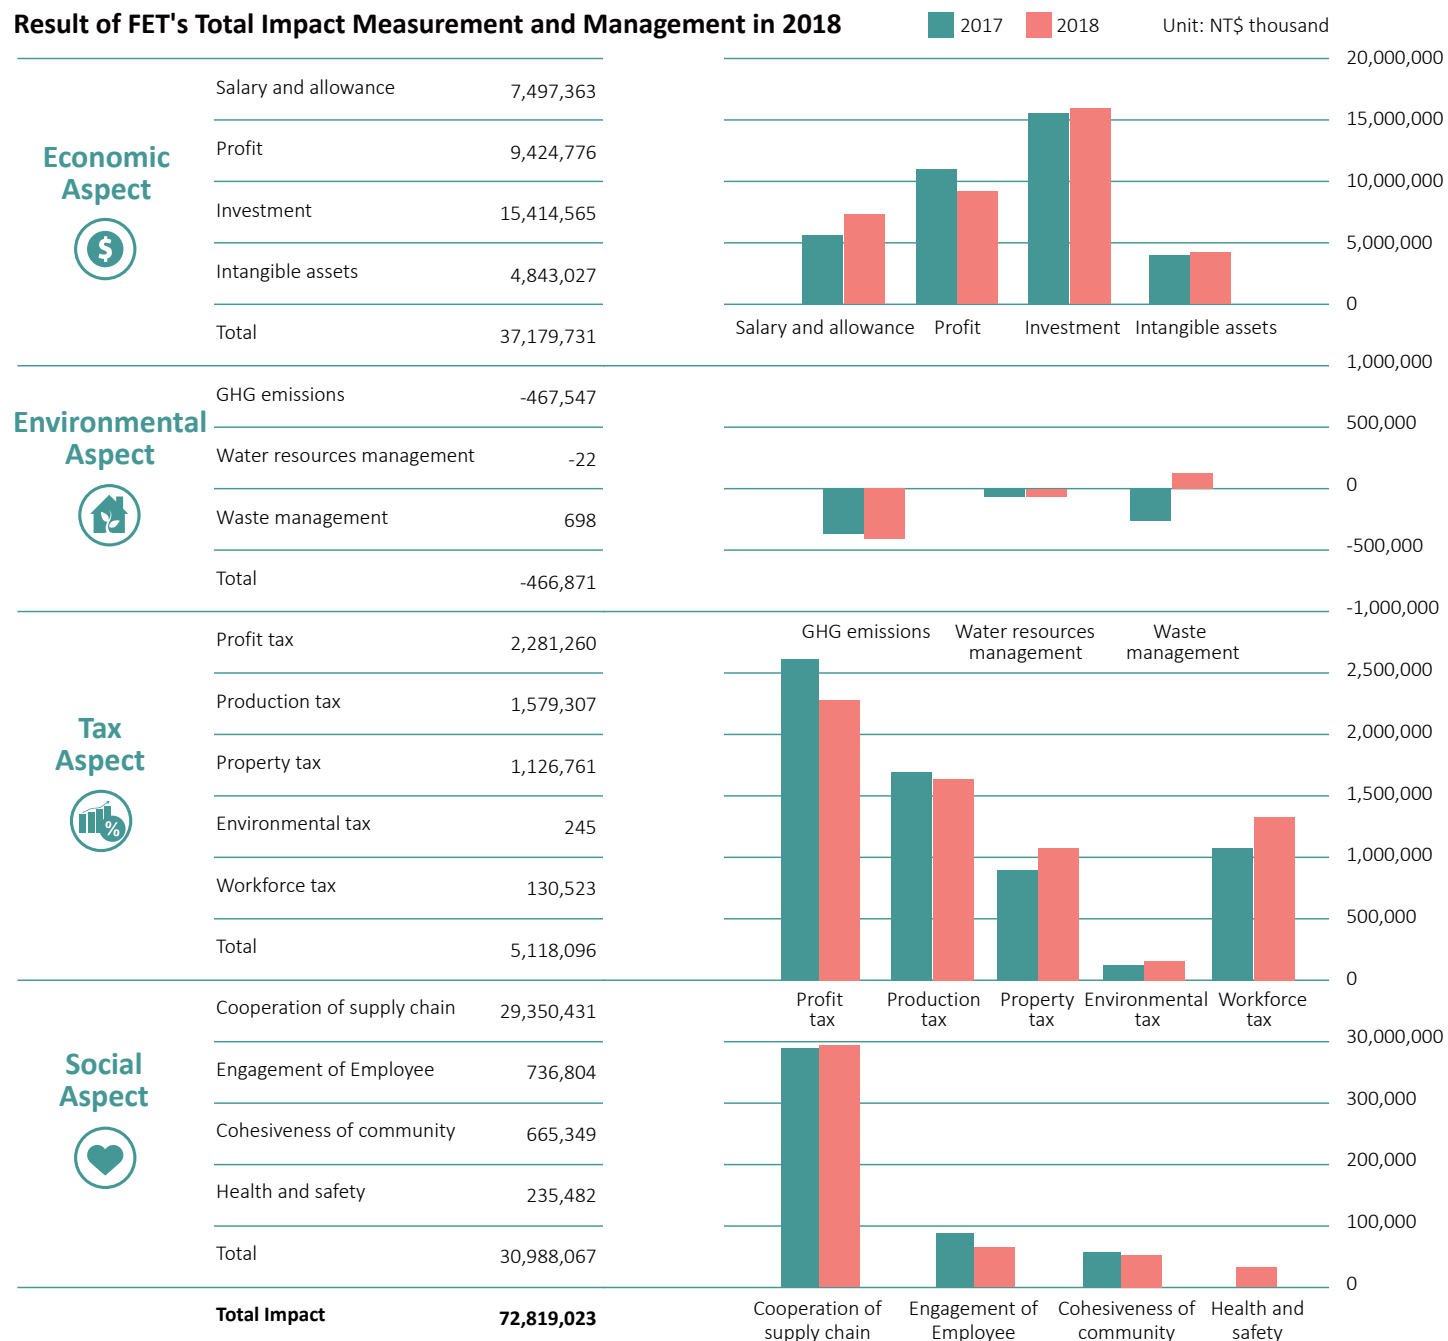 Result of FET's Total Impact Measurement and Management in 2018
2017
2018
Unit: NT$ thousand
Economic
Aspect
$
Salary and allowance 7,497,363
Profit 9,424,776
Investment 15,414,565
Intangible assets 4,843,027
Total 37,179,731
20,000,000
15,000,000
10,000,000
5,000,000
0
Salary and allowance Profit Investment Intangible assets
Environmental
Aspect
GHG emissions -467,547
Water resources management -22
Waste management 698
Total -466,871
1,000,000
500,000
0
-500,000
-1,000,000
GHG emissions Water resources Waste
management management
Tax
Aspect
%
Profit tax 2,281,260
Production tax 1,579,307
Property tax 1,126,761
Environmental tax 245
Workforce tax 130,523
Total 5,118,096
2,500,000
2,000,000
1,500,000
1,000,000
500,000
0
Profit Production Property Environmental Workforce
tax tax tax tax tax
Social
Aspect
Cooperation of supply chain 29,350,431
Engagement of Employee 736,804
Cohesiveness of community 665,349
Health and safety 235,482
Total 30,988,067
Total Impact 72,819,023
30,000,000
300,000
200,000
100,000
0
Cooperation of Engagement of Cohesiveness of Health and
supply chain Employee community safety